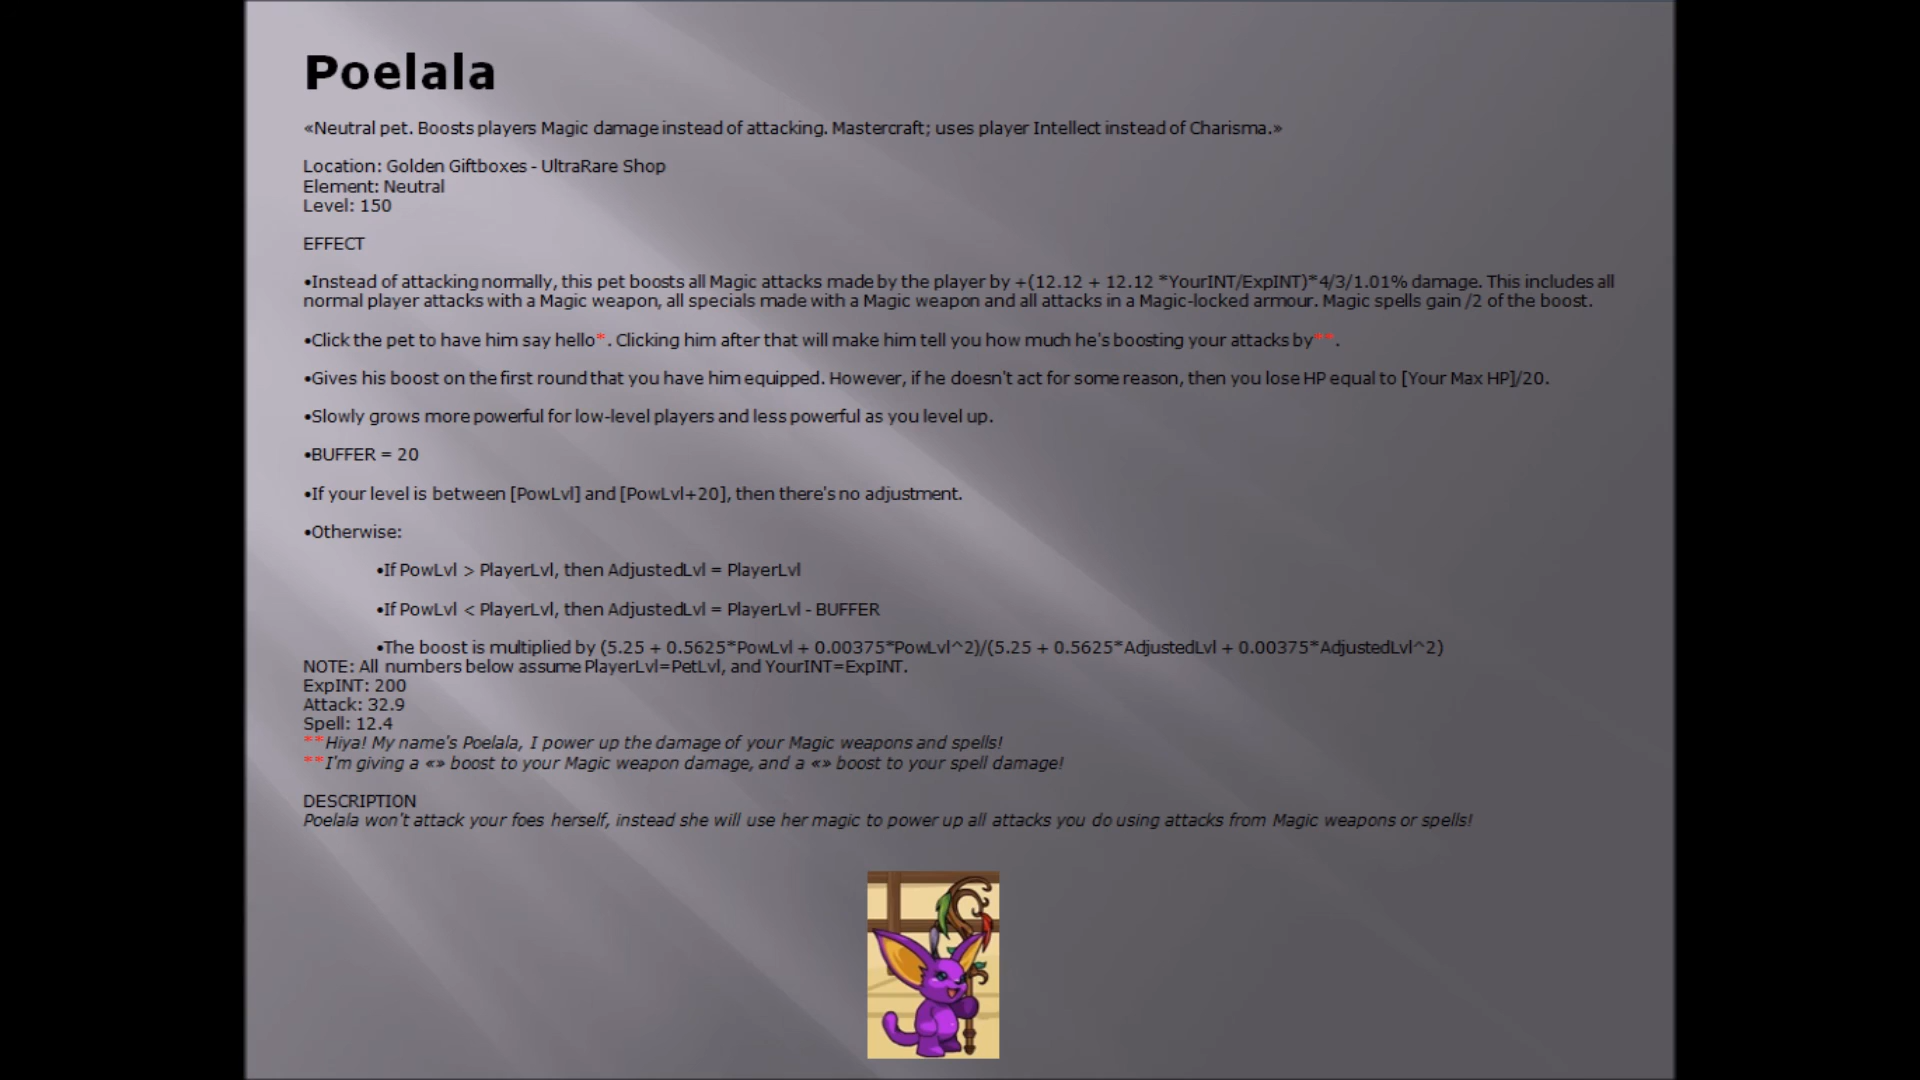 Poelala
«Neutral pet. Boosts players Magic damage instead of attacking. Mastercraft; uses player Intellect instead of Charisma.»
Location: Golden Giftboxes - UltraRare Shop
Element: Neutral
Level: 150
EFFECT
•Instead of attacking normally, this pet boosts all Magic attacks made by the player by +(12.12 + 12.12 *YourINT/ExpINT)*4/3/1.01% damage. This includes all
normal player attacks with a Magic weapon, all specials made with a Magic weapon and all attacks in a Magic-locked armour. Magic spells gain /2 of the boost.
•Click the pet to have him say hello*. Clicking him after that will make him tell you how much he's boosting your attacks by**.
•Gives his boost on the first round that you have him equipped. However, if he doesn't act for some reason, then you lose HP equal to [Your Max HP]/20.
•Slowly grows more powerful for low-level players and less powerful as you level up.
•BUFFER = 20
•If your level is between [PowLvl] and [PowLvl+20], then there's no adjustment.
•Otherwise:
•If PowLvl > PlayerLvl, then AdjustedLvl = PlayerLvl
•If PowLvl < PlayerLvl, then AdjustedLvl = PlayerLvl - BUFFER
•The boost is multiplied by (5.25 + 0.5625*PowLvl + 0.00375*PowLvl^2)/(5.25 + 0.5625*AdjustedLvl + 0.00375*AdjustedLvl^2)
NOTE: All numbers below assume PlayerLvl=PetLvl, and YourINT=ExpINT.
ExpINT: 200
Attack: 32.9
Spell: 12.4
**Hiya! My name's Poelala, I power up the damage of your Magic weapons and spells!
**I'm giving a «» boost to your Magic weapon damage, and a «» boost to your spell damage!
DESCRIPTION
Poelala won't attack your foes herself, instead she will use her magic to power up all attacks you do using attacks from Magic weapons or spells!